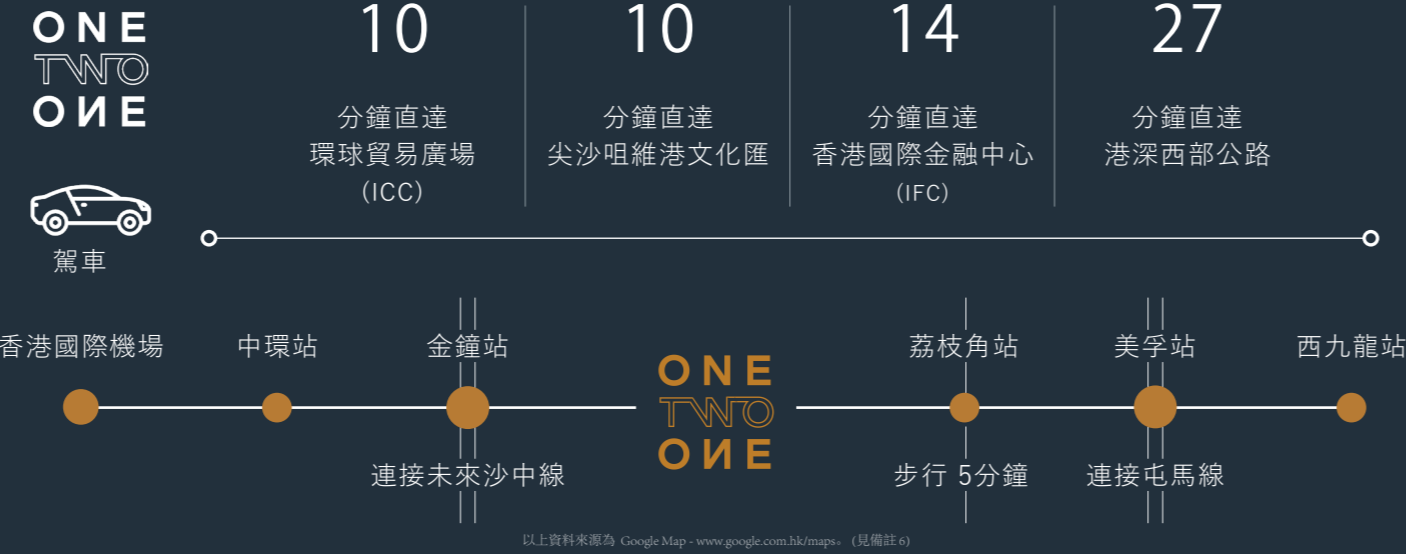 ONE
TWO
ONE
駕車
10
分鐘直達
環球貿易廣場
(ICC)
10
分鐘直達
尖沙咀維港文化匯
14
分鐘直達
香港國際金融中心
(IFC)
27
分鐘直達
港深西部公路
香港國際機場
中環站
金鐘站
連接未來沙中線
ONE
TWO
ONE
荔枝角站
步行 5分鐘
美孚站
連接屯馬線
西九龍站
以上資料來源為 Google Map - www.google.com.hk/maps。 (見備註 6)